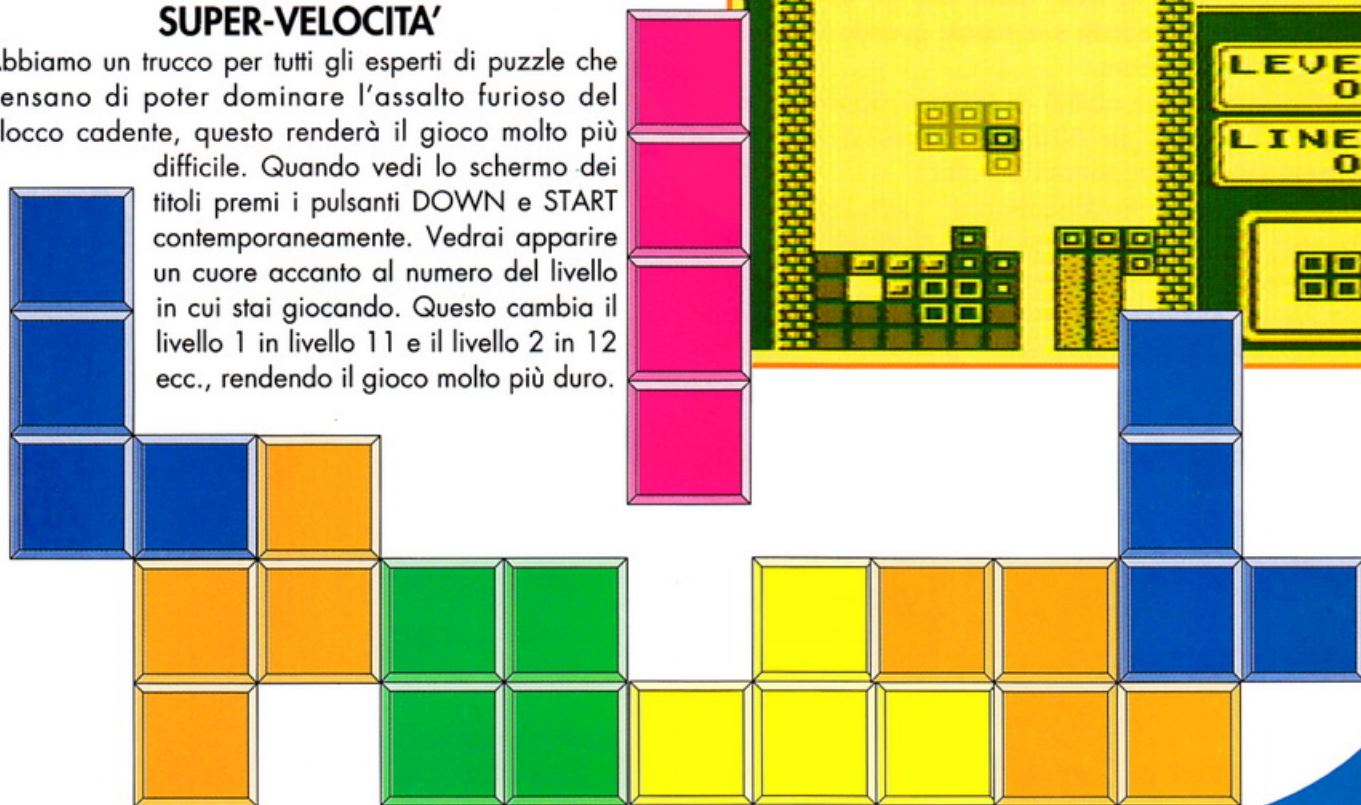 SUPER-VELOCITA'
Abbiamo un trucco per tutti gli esperti di puzzle che
pensano di poter dominare l'assalto furioso del
blocco cadente, questo renderà il gioco molto più
difficile. Quando vedi lo schermo dei
titoli premi i pulsanti DOWN e START
contemporaneamente. Vedrai apparire
un cuore accanto al numero del livello
in cui stai giocando. Questo cambia il
livello 1 in livello 11 e il livello 2 in 12
ecc., rendendo il gioco molto più duro.
LEVE
0
LINE
0